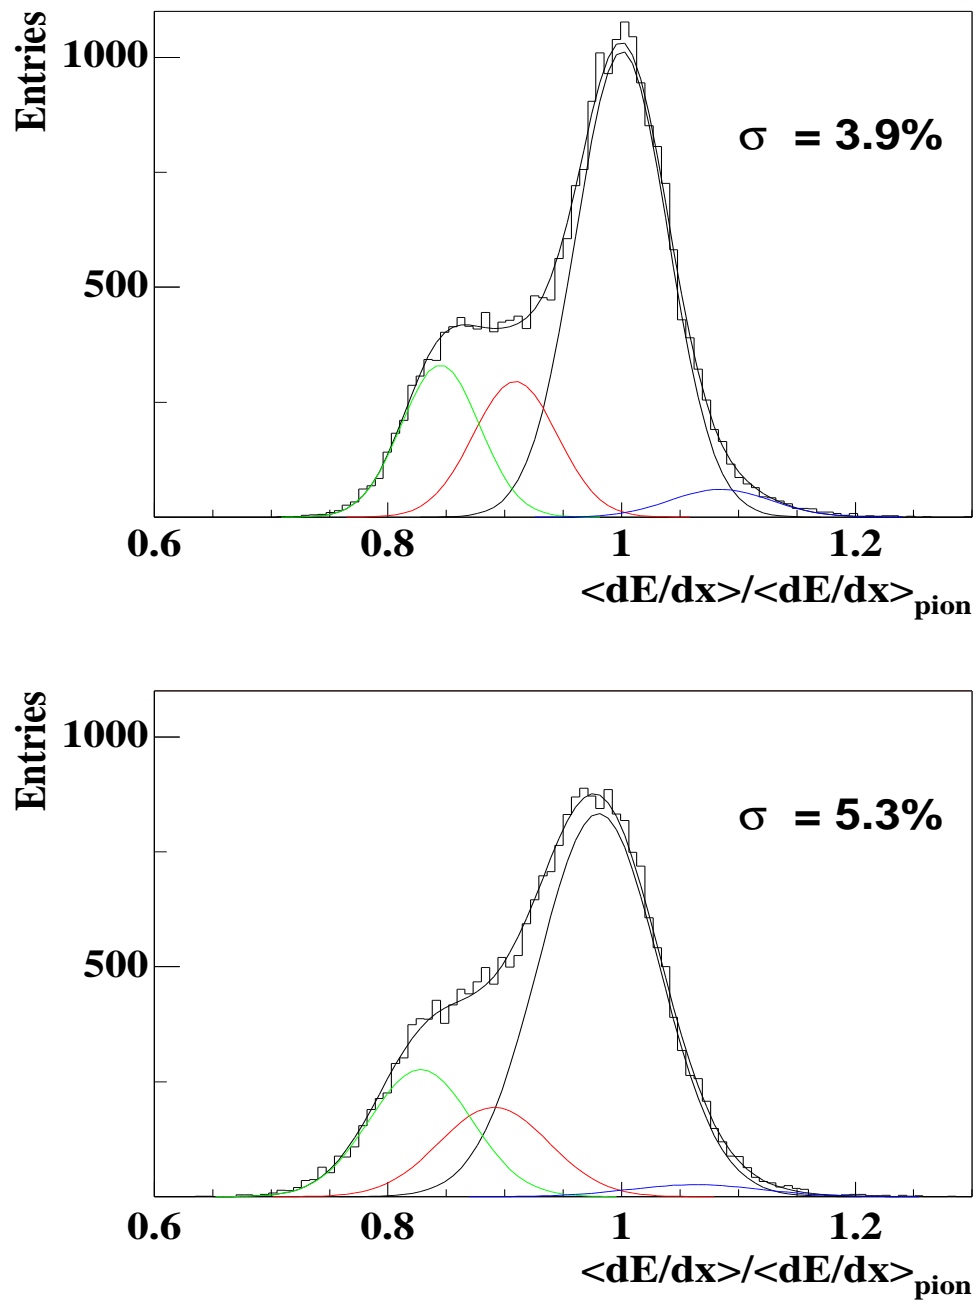 Entries
1000
σ = 3.9%
500
0.6 0.8 1 1.2
<dE/dx>/<dE/dx>pion
Entries
1000
σ = 5.3%
500
0.6 0.8 1 1.2
<dE/dx>/<dE/dx>pion